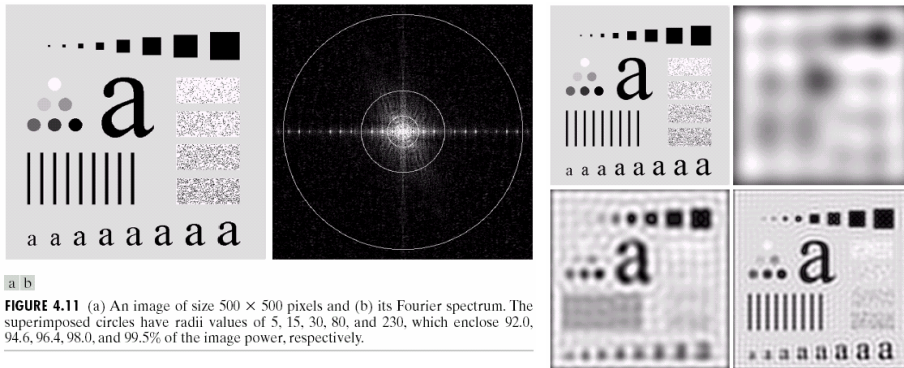 a
a a a a a a a a
a b
FIGURE 4.11 (a) An image of size 500 × 500 pixels and (b) its Fourier spectrum. The
superimposed circles have radii values of 5, 15, 30, 80, and 230, which enclose 92.0,
94.6, 96.4, 98.0, and 99.5% of the image power, respectively.
a
a a a a a a a a
a
a
a a a a a a a a